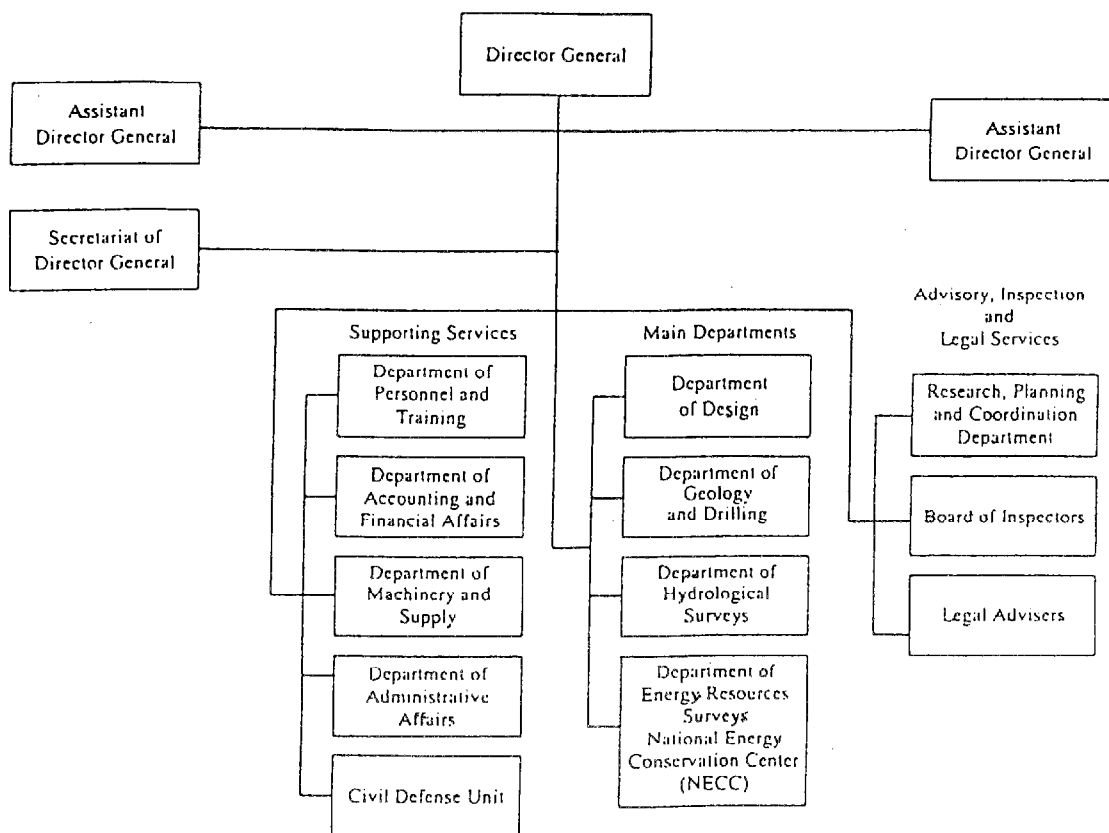 Director General
Assistant
Director General
Assistant
Director General
Secretariat of
Director General
Supporting Services
Department of
Personnel and
Training
Department of
Accounting and
Financial Affairs
Department of
Machinery and
Supply
Department of
Administrative
Affairs
Civil Defense Unit
Main Departments
Department
of Design
Department of
Geology
and Drilling
Department of
Hydrological
Surveys
Department of
Energy Resources
Surveys
National Energy
Conservation Center
(NECC)
Advisory, Inspection
and
Legal Services
Research, Planning
and Coordination
Department
Board of Inspectors
Legal Advisers